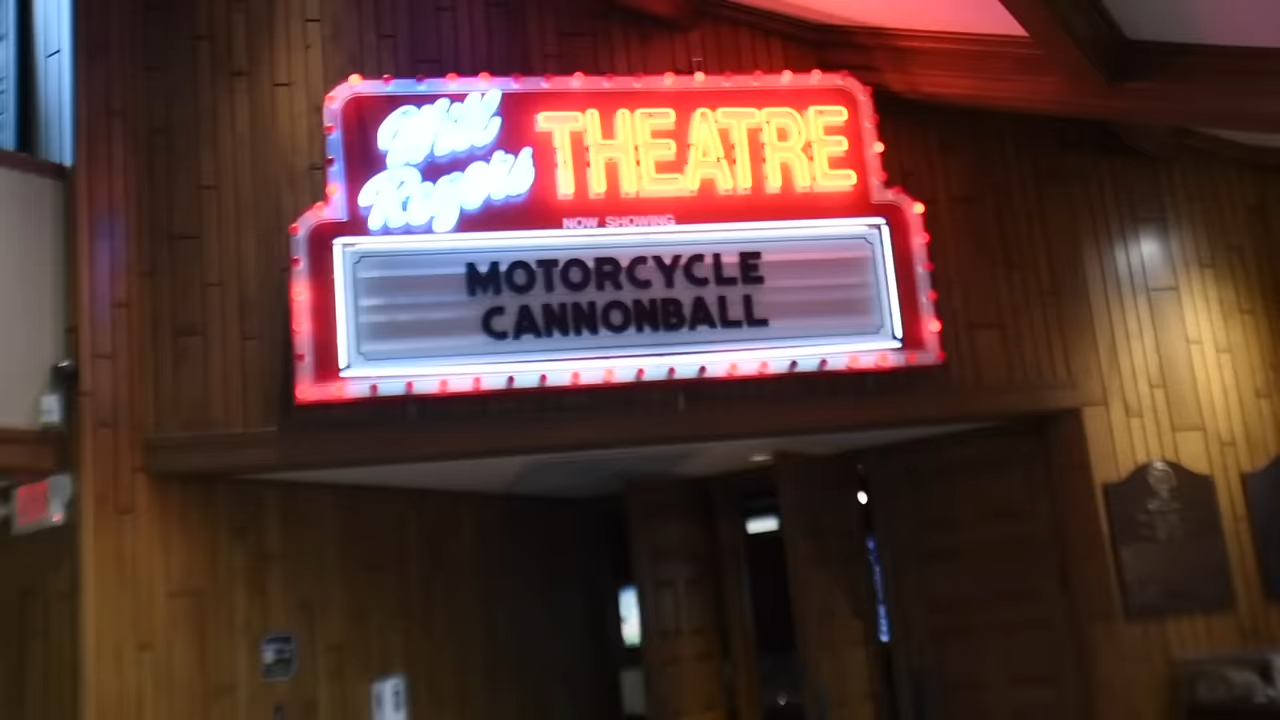 Will
Rogers
THEATRE
NOW SHOWING
MOTORCYCLE
CANNONBALL